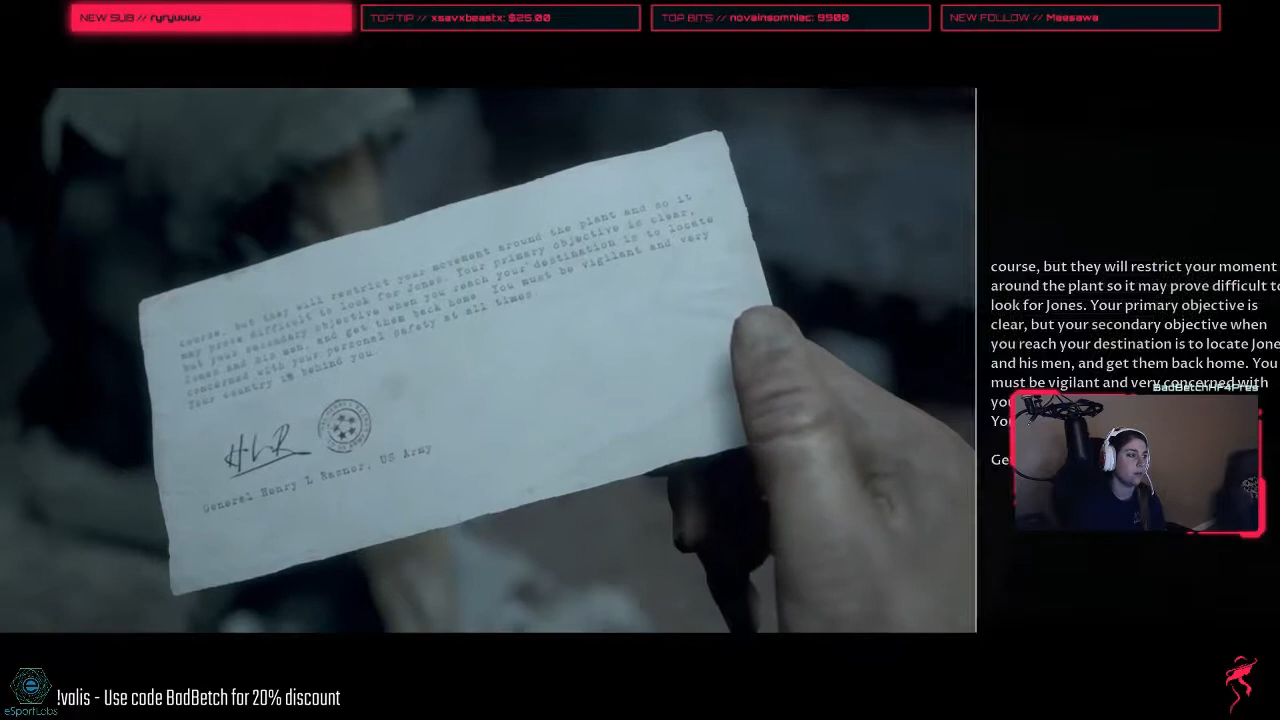 NEW SUB // ryryuuuu
TOP TIP // xsavxbeastx: $25.00
TOP BITS // novainsomniac: 9500
NEW FOLLOW // Meesawa
course, but they will restrict your movement around the plant and so it
may prove difficult to look for Jones. Your primary objective is clear,
but your secondary objective when you reach your destination is to locate
Jones and his men, and get them back home. You must be vigilant and very
concerned with your personal safety at all times.
Your country is behind you.
HLR
General Henry L Rasnor, US Army
course, but they will restrict your moment
around the plant so it may prove difficult to
look for Jones. Your primary objective is
clear, but your secondary objective when
you reach your destination is to locate Jone
and his men, and get them back home. You
must be vigilant and very concerned with
you
You
Ge
BadBetchHF4Pres
eSportLabs
!valis - Use code BadBetch for 20% discount